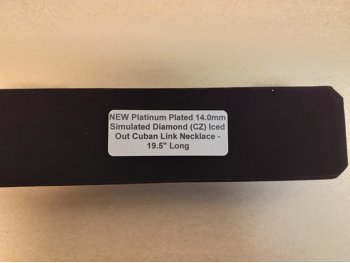 NEW Platinum Plated 14.0mm
Simulated Diamond (CZ) Iced
Out Cuban Link Necklace -
19.5" Long